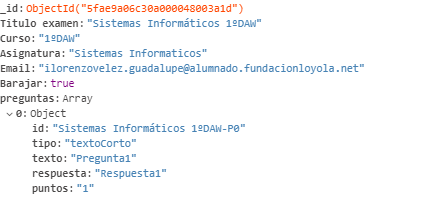 _id:ObjectId("5fae9a06c30a000048003a1d")
Titulo examen:"Sistemas Informáticos 1ºDAW"
Curso:"1ºDAW"
Asignatura:"Sistemas Informaticos"
Email:"ilorenzovelez.guadalupe@alumnado.fundacionloyola.net"
Barajar:true
preguntas:Array
0:Object
id:"Sistemas Informáticos 1ºDAW-P0"
tipo:"textoCorto"
texto:"Pregunta1"
respuesta:"Respuesta1"
puntos:"1"